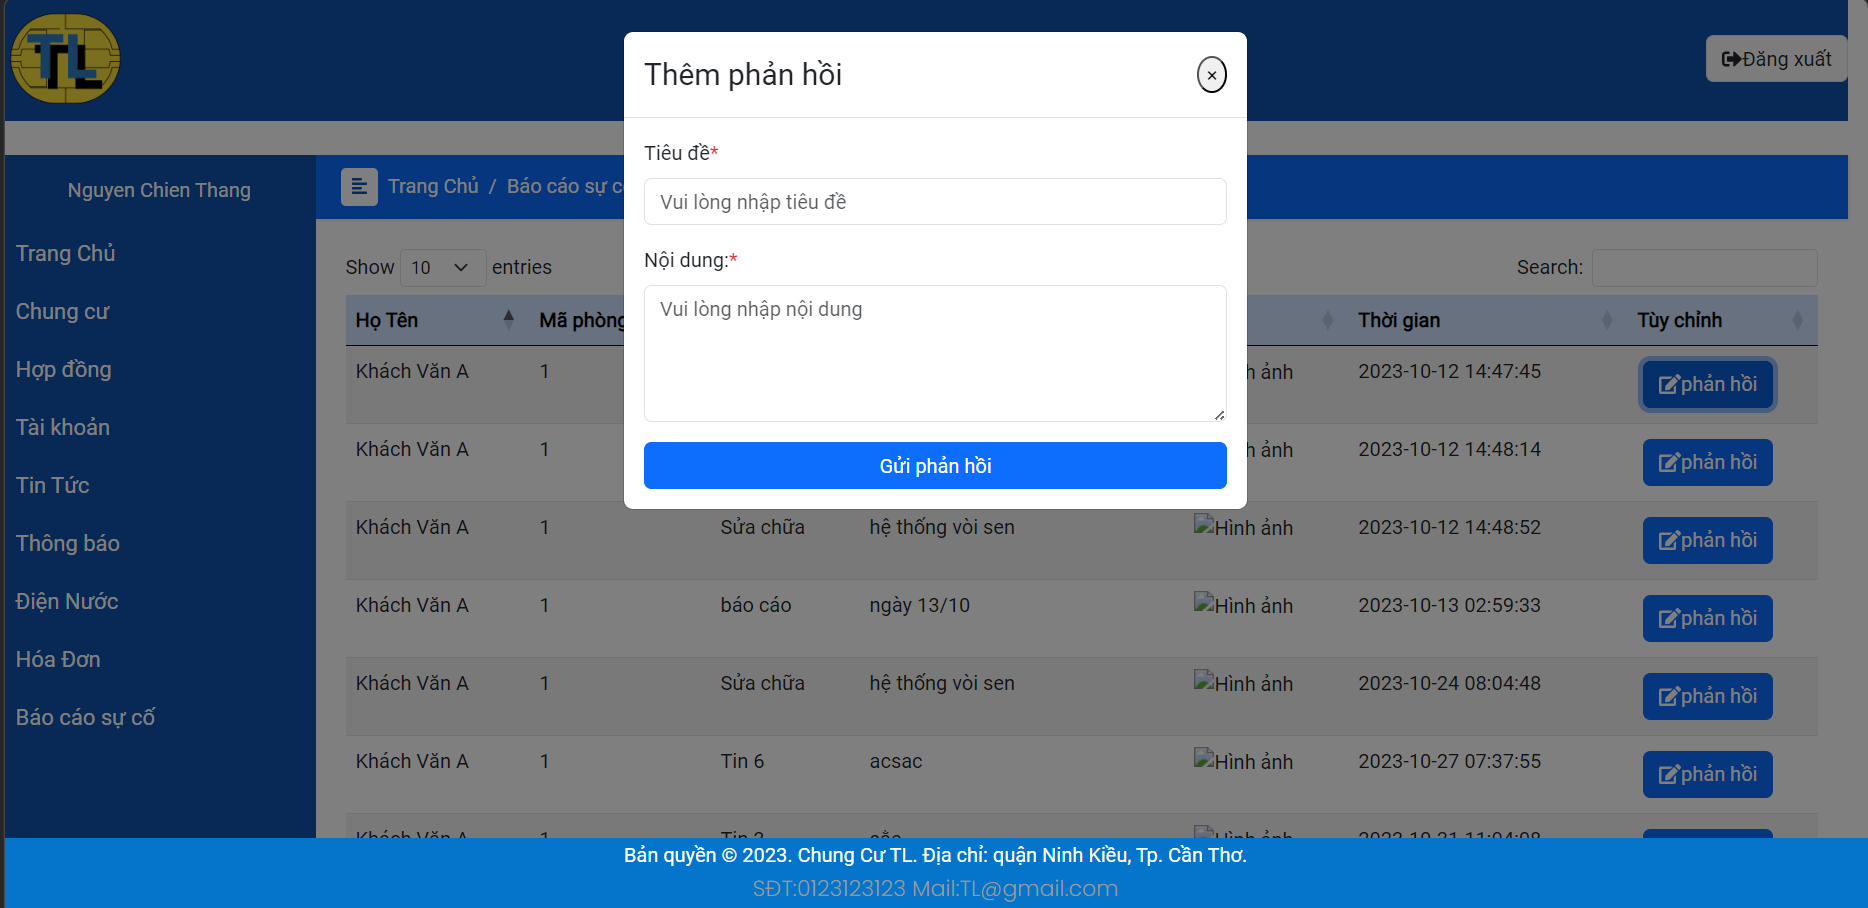 TL
Đăng xuất
Thêm phản hồi
×
Tiêu đề*
Vui lòng nhập tiêu đề
Nội dung:*
Vui lòng nhập nội dung
Gửi phản hồi
Nguyen Chien Thang
Trang Chủ
Chung cư
Hợp đồng
Tài khoản
Tin Tức
Thông báo
Điện Nước
Hóa Đơn
Báo cáo sự cố
Trang Chủ / Báo cáo sự
Show 10 entries
Search:
Họ Tên Mã phòng Thời gian Tùy chỉnh
Khách Văn A 1 ảnh 2023-10-12 14:47:45 phản hồi
Khách Văn A 1 ảnh 2023-10-12 14:48:14 phản hồi
Khách Văn A 1 Sửa chữa hệ thống vòi sen Hình ảnh 2023-10-12 14:48:52 phản hồi
Khách Văn A 1 báo cáo ngày 13/10 Hình ảnh 2023-10-13 02:59:33 phản hồi
Khách Văn A 1 Sửa chữa hệ thống vòi sen Hình ảnh 2023-10-24 08:04:48 phản hồi
Khách Văn A 1 Tin 6 acsac Hình ảnh 2023-10-27 07:37:55 phản hồi
Khách Văn A 1 Hình ảnh
Bản quyền © 2023. Chung Cư TL. Địa chỉ: quận Ninh Kiều, Tp. Cần Thơ.
SĐT:0123123123 Mail:TL@gmail.com